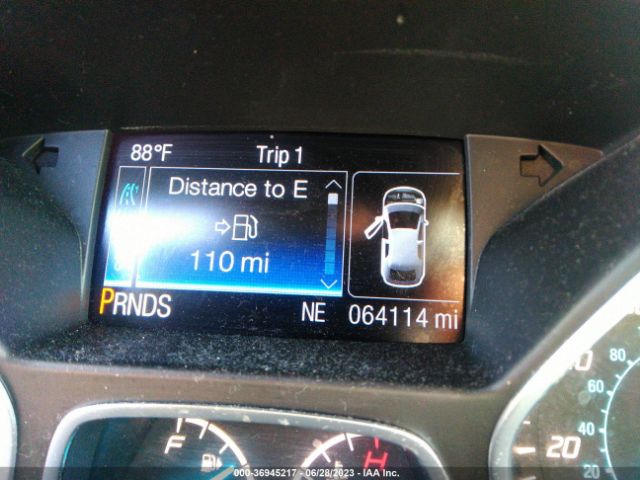 88°F Trip 1
Distance to E
110 mi
PRNDS NE 064114 mi
F H
80
40
20
20
000-36945217 - 06/28/2023 - IAA Inc.